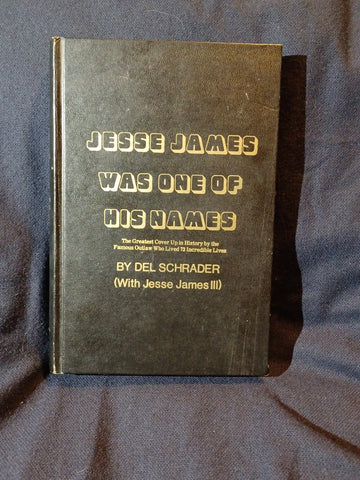 JESSE JAMES
WAS ONE OF
HIS NAMES
The Greatest Cover Up in History by the
Famous Outlaw Who Lived 73 Incredible Lives
BY DEL SCHRADER
(With Jesse James III)